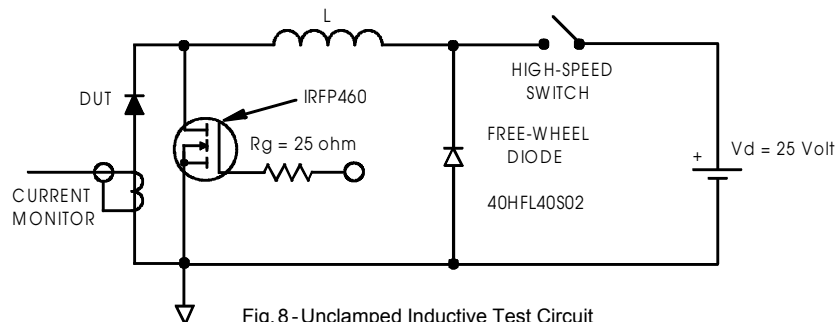 L
HIGH-SPEED
SWITCH
DUT
IRFP460
Rg = 25 ohm
FREE-WHEEL
DIODE
+
Vd = 25 Volt
40HFL40S02
CURRENT
MONITOR
Fig. 8 - Unclamped Inductive Test Circuit